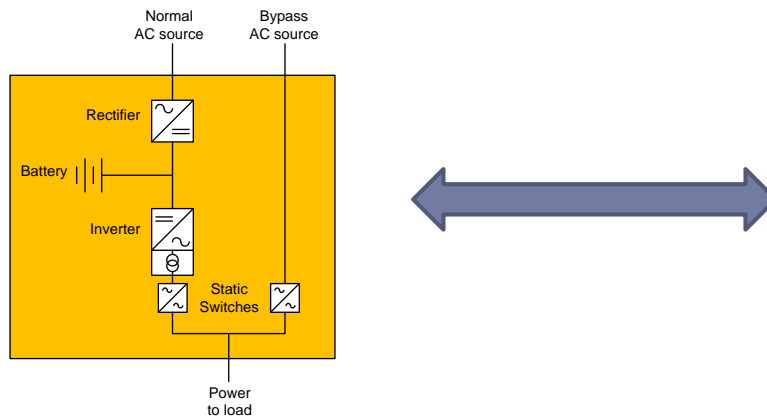 Normal
AC source
Bypass
AC source
Rectifier
Battery
Inverter
Static
Switches
Power
to load